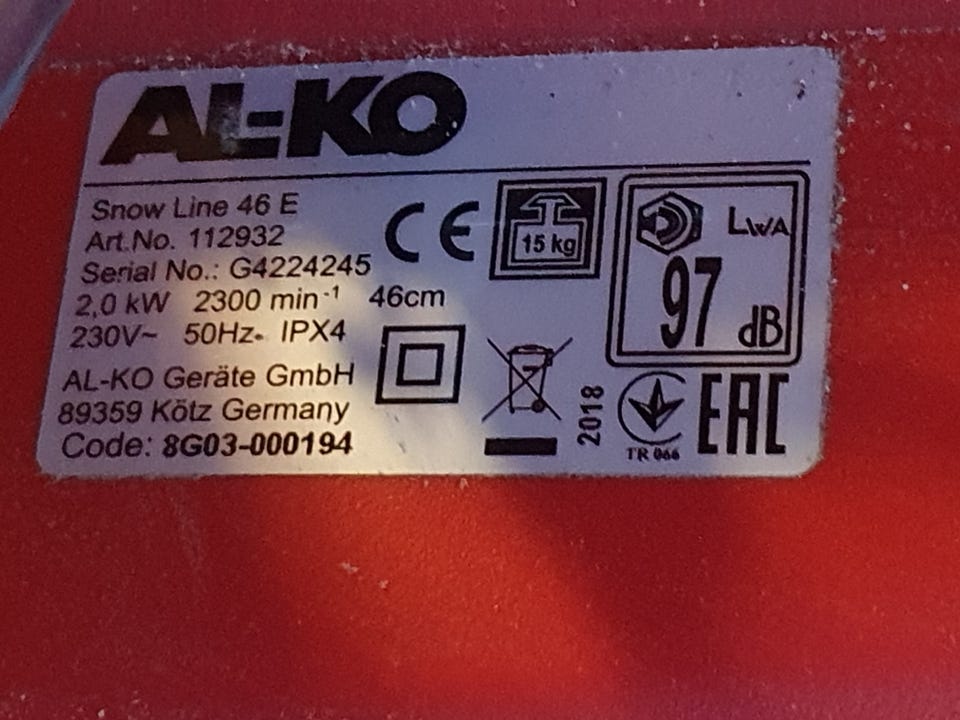 AL-KO
Snow Line 46 E
Art.No. 112932
Serial No.: G4224245
2,0 kW 2300 min⁻¹ 46cm
230V~ 50Hz IPX4
AL-KO Geräte GmbH
89359 Kötz Germany
Code: 8G03-000194
CE
15 kg
LWA
97
dB
2018
TR 066
EAC